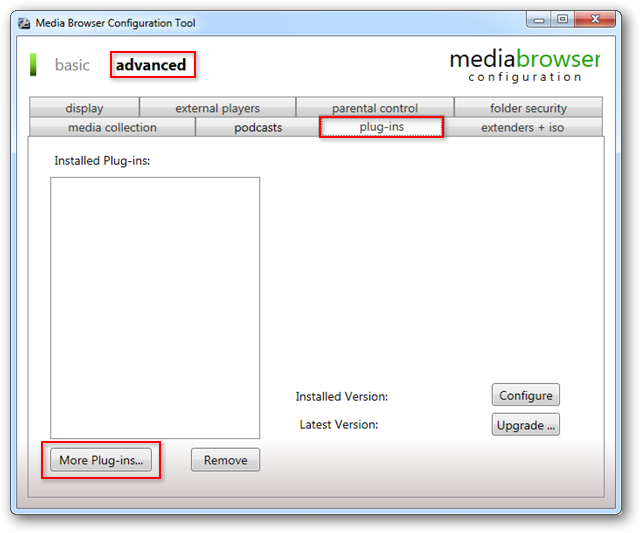 Media Browser Configuration Tool
basic advanced
mediabrowser
configuration
display external players parental control folder security
media collection podcasts plug-ins extenders + iso
Installed Plug-ins:
Installed Version: Configure
Latest Version: Upgrade ...
More Plug-ins... Remove